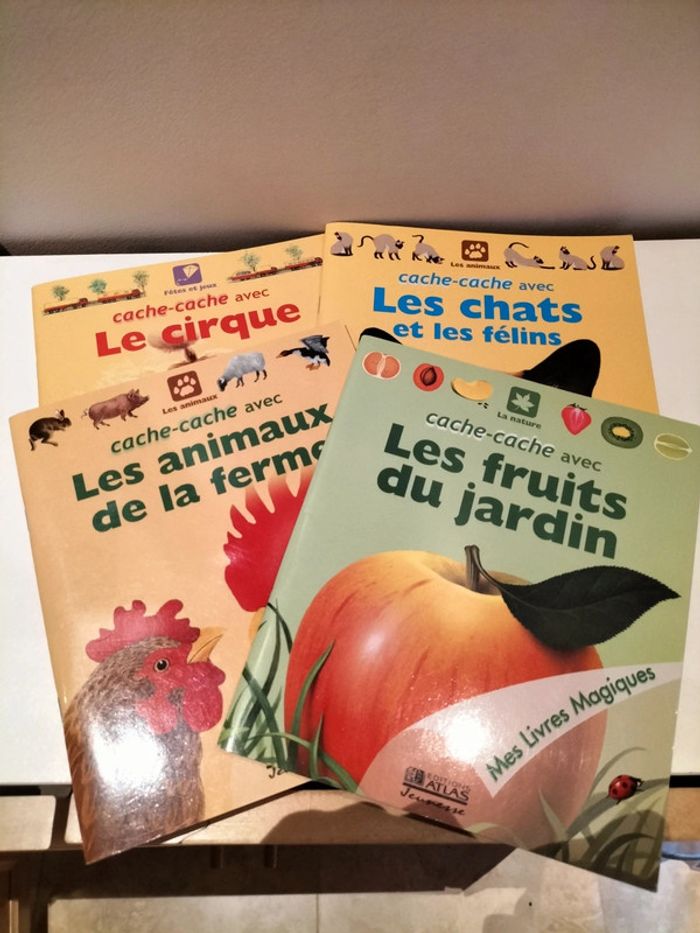 Fêtes et jeux
cache-cache avec
Le cirque
Les animaux
cache-cache avec
Les chats
et les félins
Les animaux
cache-cache avec
Les animaux
de la ferme
La nature
cache-cache avec
Les fruits
du jardin
Mes Livres Magiques
EDITIONS
ATLAS
Jeunesse